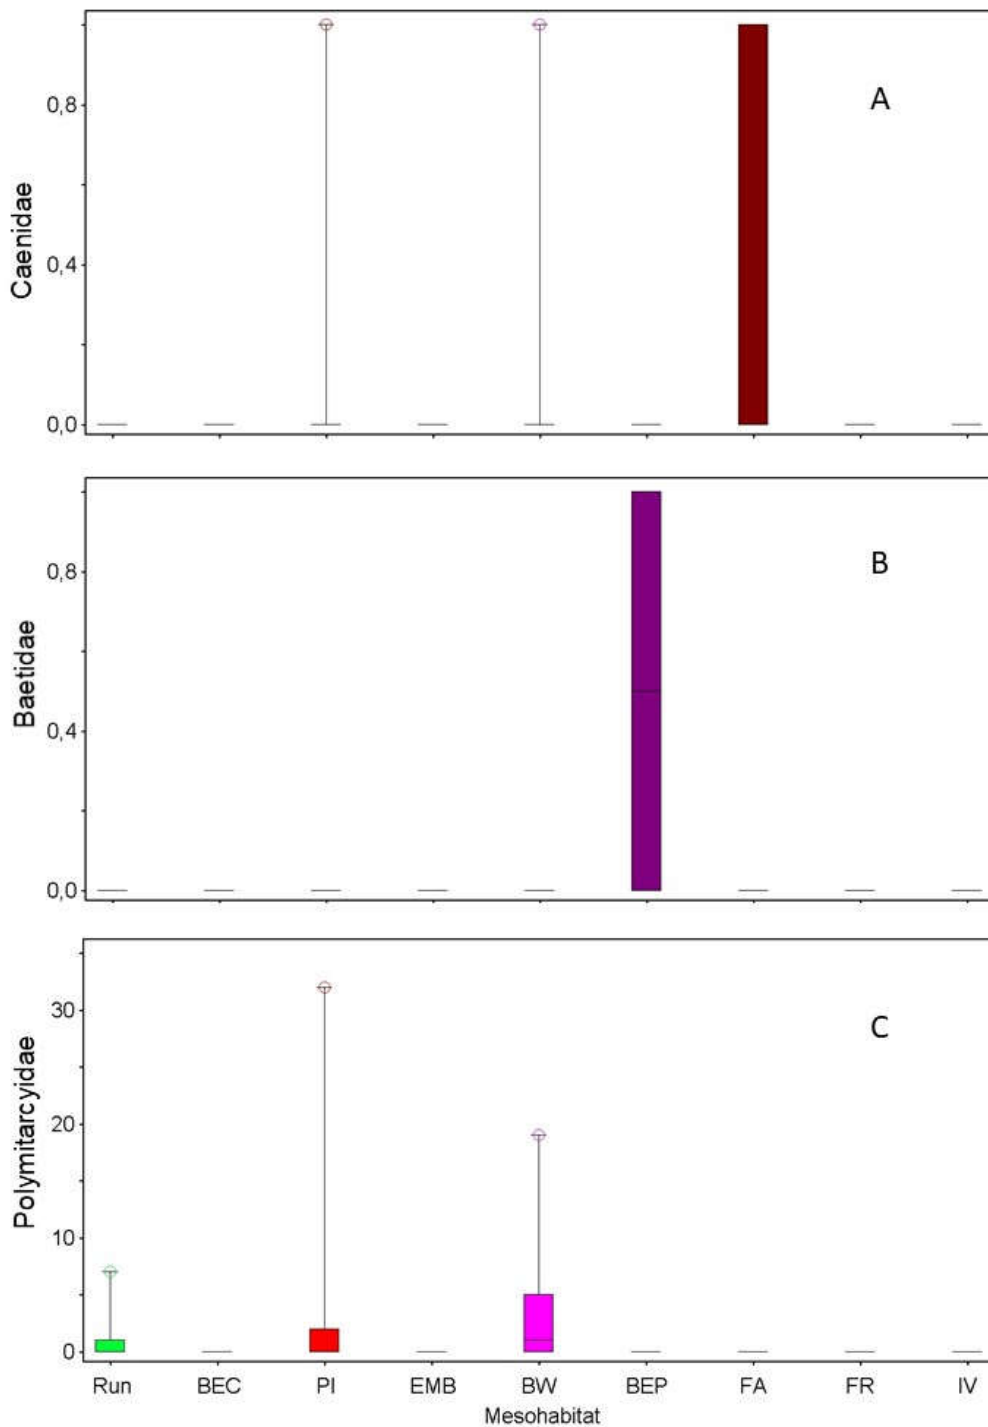 A
0,8
Caenidae
0,4
0,0
B
0,8
Baetidae
0,4
0,0
C
30
Polymitarcyidae
20
10
0
Run BEC PI EMB BW BEP FA FR IV
Mesohabitat